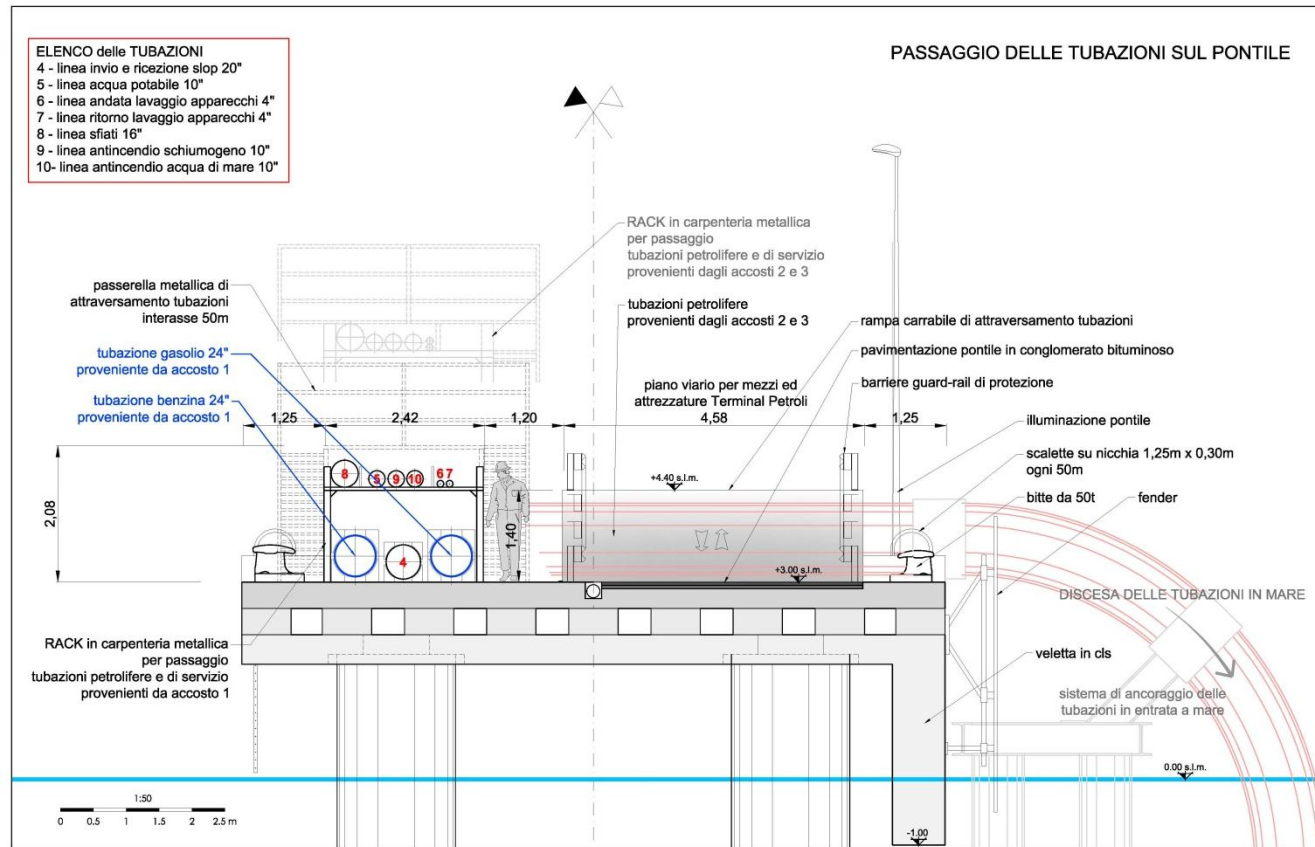 ELENCO delle TUBAZIONI
4 - linea invio e ricezione slop 20"
5 - linea acqua potabile 10"
6 - linea andata lavaggio apparecchi 4"
7 - linea ritorno lavaggio apparecchi 4"
8 - linea sfiati 16"
9 - linea antincendio schiumogeno 10"
10- linea antincendio acqua di mare 10"
PASSAGGIO DELLE TUBAZIONI SUL PONTILE
RACK in carpenteria metallica
per passaggio
tubazioni petrolifere e di servizio
provenienti dagli accosti 2 e 3
passerella metallica di
attraversamento tubazioni
interasse 50m
tubazioni petrolifere
provenienti dagli accosti 2 e 3
rampa carrabile di attraversamento tubazioni
tubazione gasolio 24"
proveniente da accosto 1
pavimentazione pontile in conglomerato bituminoso
piano viario per mezzi ed
attrezzature Terminal Petroli
barriere guard-rail di protezione
tubazione benzina 24"
proveniente da accosto 1
1,25
2,42
1,20
4,58
1,25
illuminazione pontile
scalette su nicchia 1,25m x 0,30m
ogni 50m
bitte da 50t
fender
8
5
9
10
6
7
+4.40 s.l.m.
2,08
1,40
4
+3.00 s.l.m.
DISCESA DELLE TUBAZIONI IN MARE
RACK in carpenteria metallica
per passaggio
tubazioni petrolifere e di servizio
provenienti da accosto 1
veletta in cls
sistema di ancoraggio delle
tubazioni in entrata a mare
0.00 s.l.m.
1:50
0 0.5 1 1.5 2 2.5 m
-1.00